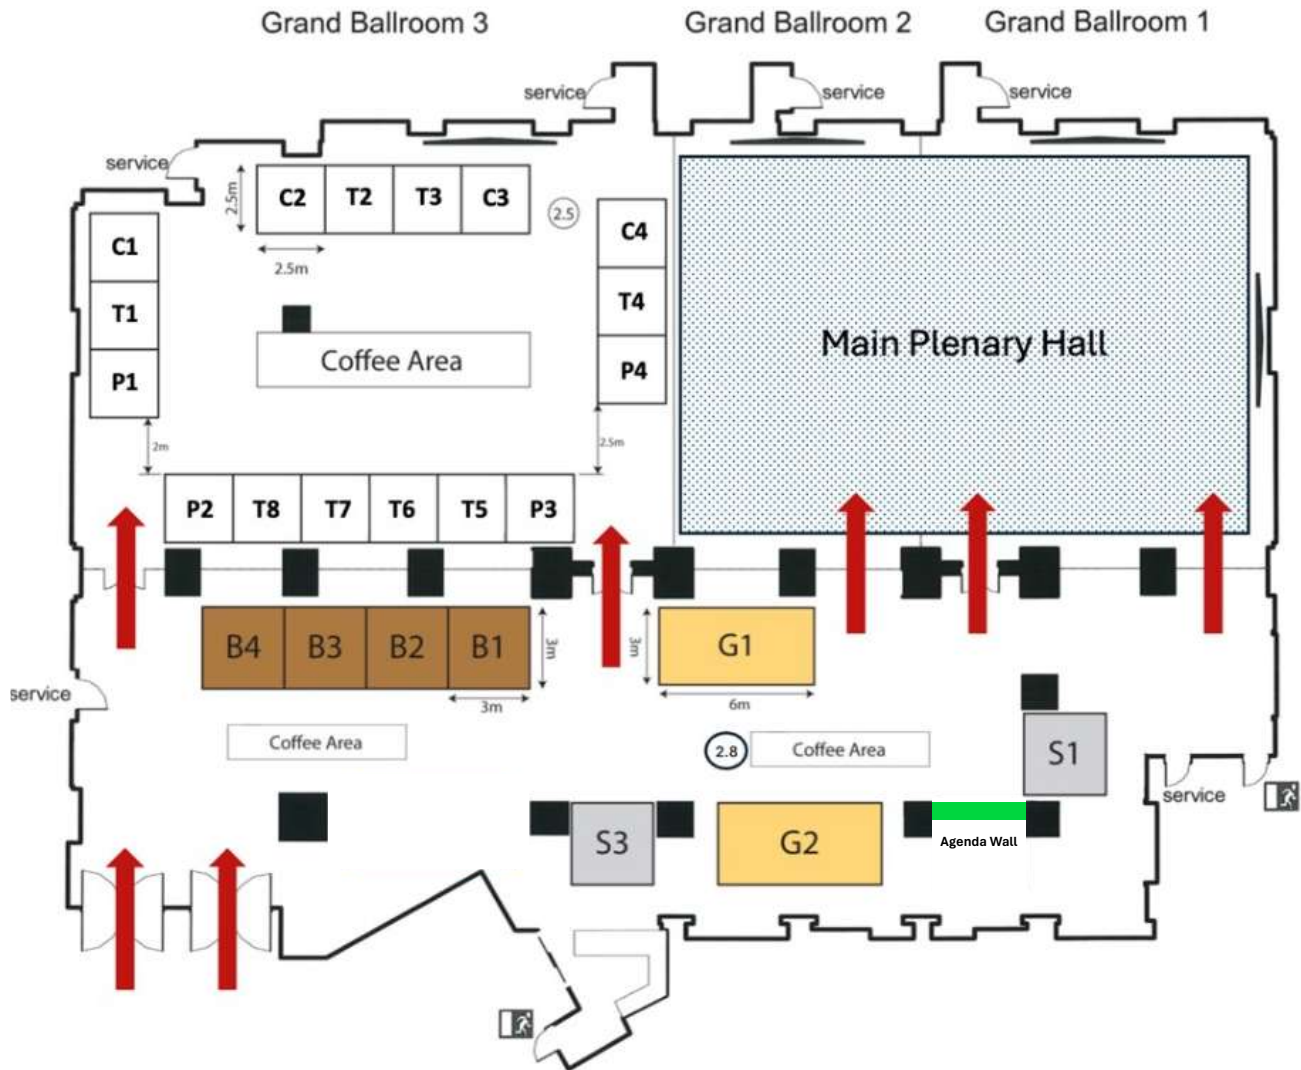 Grand Ballroom 3
Grand Ballroom 2
Grand Ballroom 1
service
service
service
service
2.5m
C2
T2
T3
C3
2.5
2.5m
C1
T1
P1
C4
T4
P4
Coffee Area
Main Plenary Hall
2m
2.5m
P2
T8
T7
T6
T5
P3
B4
B3
B2
B1
3m
3m
3m
G1
6m
service
Coffee Area
2.8
Coffee Area
S1
service
S3
G2
Agenda Wall